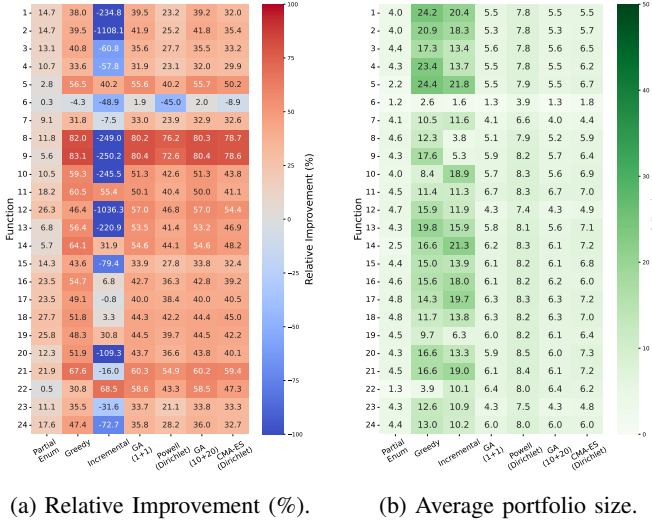 1 14.7 38.0 -234.8 39.5 23.2 39.2 32.0
2 14.7 39.5 -1108.1 41.9 25.2 41.8 35.4
3 13.1 40.8 -60.8 35.6 27.7 35.5 33.2
4 10.7 33.6 -57.8 31.9 23.1 32.0 29.9
5 2.8 56.5 40.2 55.6 40.2 55.7 50.2
6 0.3 -4.3 -48.9 1.9 -45.0 2.0 -8.9
7 9.1 31.8 -7.5 33.0 23.9 32.9 32.6
8 11.8 82.0 -249.0 80.2 76.2 80.3 78.7
9 5.6 83.1 -250.2 80.4 72.6 80.4 78.6
10 10.5 59.3 -245.5 51.3 42.6 51.3 43.8
11 18.2 60.5 55.4 50.1 40.4 50.0 41.1
12 26.3 46.4 -1036.3 57.0 46.8 57.0 54.4
13 6.8 56.4 -220.9 53.5 41.4 53.2 46.9
14 5.7 64.1 31.9 54.6 44.1 54.6 48.2
15 14.3 43.6 -79.4 33.9 27.8 33.4 32.4
16 23.5 54.7 6.8 42.7 36.3 42.2 39.2
17 23.5 49.1 -0.8 40.0 38.4 40.0 40.5
18 27.7 51.8 3.3 44.3 42.2 44.4 45.0
19 25.8 48.3 30.8 44.5 39.7 44.5 42.2
20 12.3 51.9 -109.3 43.7 36.6 43.8 40.1
21 21.9 67.6 -16.0 60.3 54.9 60.2 59.4
22 0.5 30.8 68.5 58.6 43.3 58.5 47.3
23 11.1 35.5 -31.6 33.7 21.1 33.8 33.3
24 17.6 47.4 -72.7 35.8 28.2 36.0 34.4
Function
Partial Enum
Greedy
Incremental
GA (1+1)
Powell (Dirichlet)
GA (10+20)
CMA-ES (Dirichlet)
100
75
50
25
0
−25
−50
−75
−100
Relative Improvement (%)
(a) Relative Improvement (%).
1 4.0 24.2 20.4 5.5 7.8 5.5 5.5
2 4.0 20.9 18.3 5.3 7.8 5.3 5.7
3 4.4 17.3 13.4 5.6 7.8 5.6 6.5
4 4.3 23.4 13.7 5.6 7.8 5.5 6.5
5 2.2 24.4 21.8 5.5 7.9 5.5 6.7
6 1.2 2.6 1.6 1.3 3.9 1.3 1.8
7 4.1 10.5 11.6 4.1 6.6 4.0 4.4
8 4.6 12.3 3.8 5.1 7.9 5.2 5.9
9 4.3 17.6 5.3 5.9 8.2 5.7 6.4
10 4.0 8.4 18.9 6.1 8.3 6.2 7.0
11 4.5 11.4 11.3 6.7 8.3 6.7 7.0
12 4.7 15.9 11.9 4.3 7.4 4.3 4.9
13 4.3 19.8 15.9 5.8 8.1 5.6 7.1
14 2.5 16.6 21.3 6.2 8.3 6.1 7.2
15 4.4 15.0 13.9 6.1 8.2 5.9 6.8
16 4.6 15.6 18.0 6.1 8.2 6.2 6.0
17 4.8 14.3 19.7 6.3 8.3 6.3 7.2
18 4.8 11.7 13.8 6.3 8.2 6.2 7.1
19 4.5 9.7 6.3 6.0 8.2 6.1 6.4
20 4.3 16.6 13.3 5.9 8.5 6.0 7.3
21 4.5 16.6 19.0 6.1 8.4 6.1 7.2
22 1.3 3.9 10.1 6.4 8.0 6.4 6.2
23 4.3 12.6 10.9 4.3 7.5 4.3 4.8
24 4.4 13.0 10.2 6.0 8.0 6.0 6.0
Function
Partial Enum
Greedy
Incremental
GA (1+1)
Powell (Dirichlet)
GA (10+20)
CMA-ES (Dirichlet)
50
40
30
20
10
0
(b) Average portfolio size.